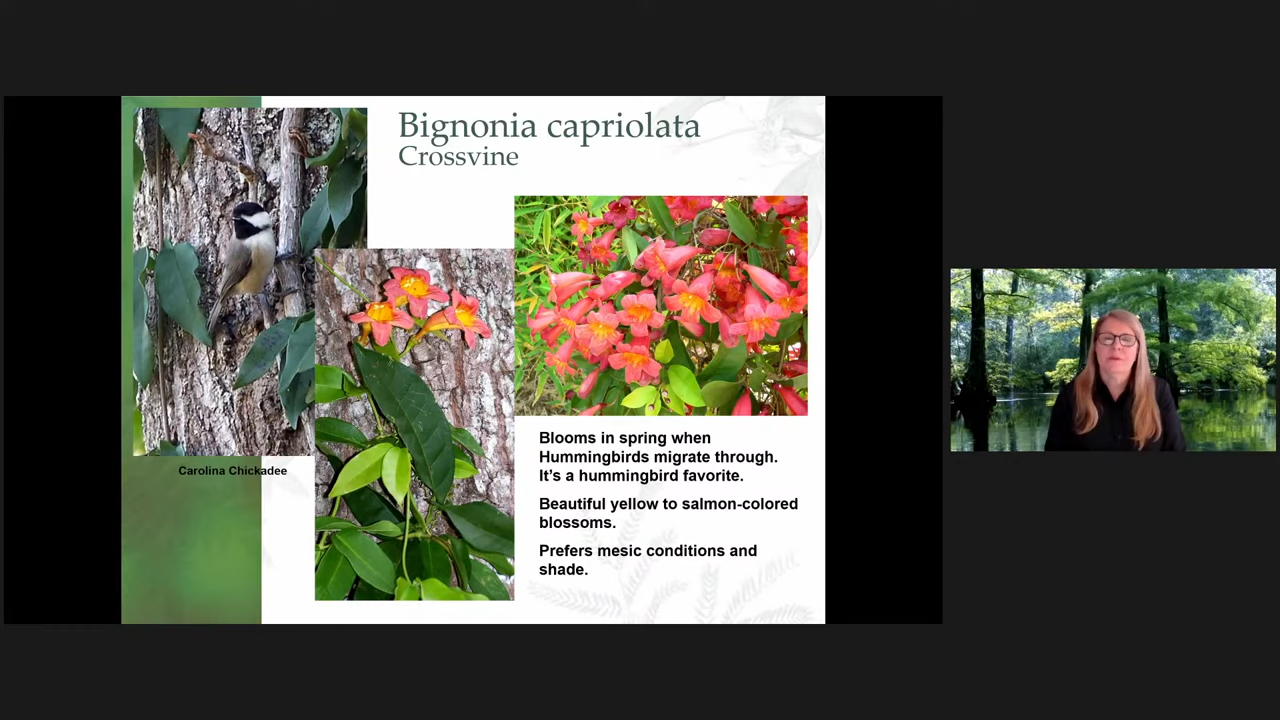 Bignonia capriolata
Crossvine
Carolina Chickadee
Blooms in spring when
Hummingbirds migrate through.
It's a hummingbird favorite.
Beautiful yellow to salmon-colored
blossoms.
Prefers mesic conditions and
shade.